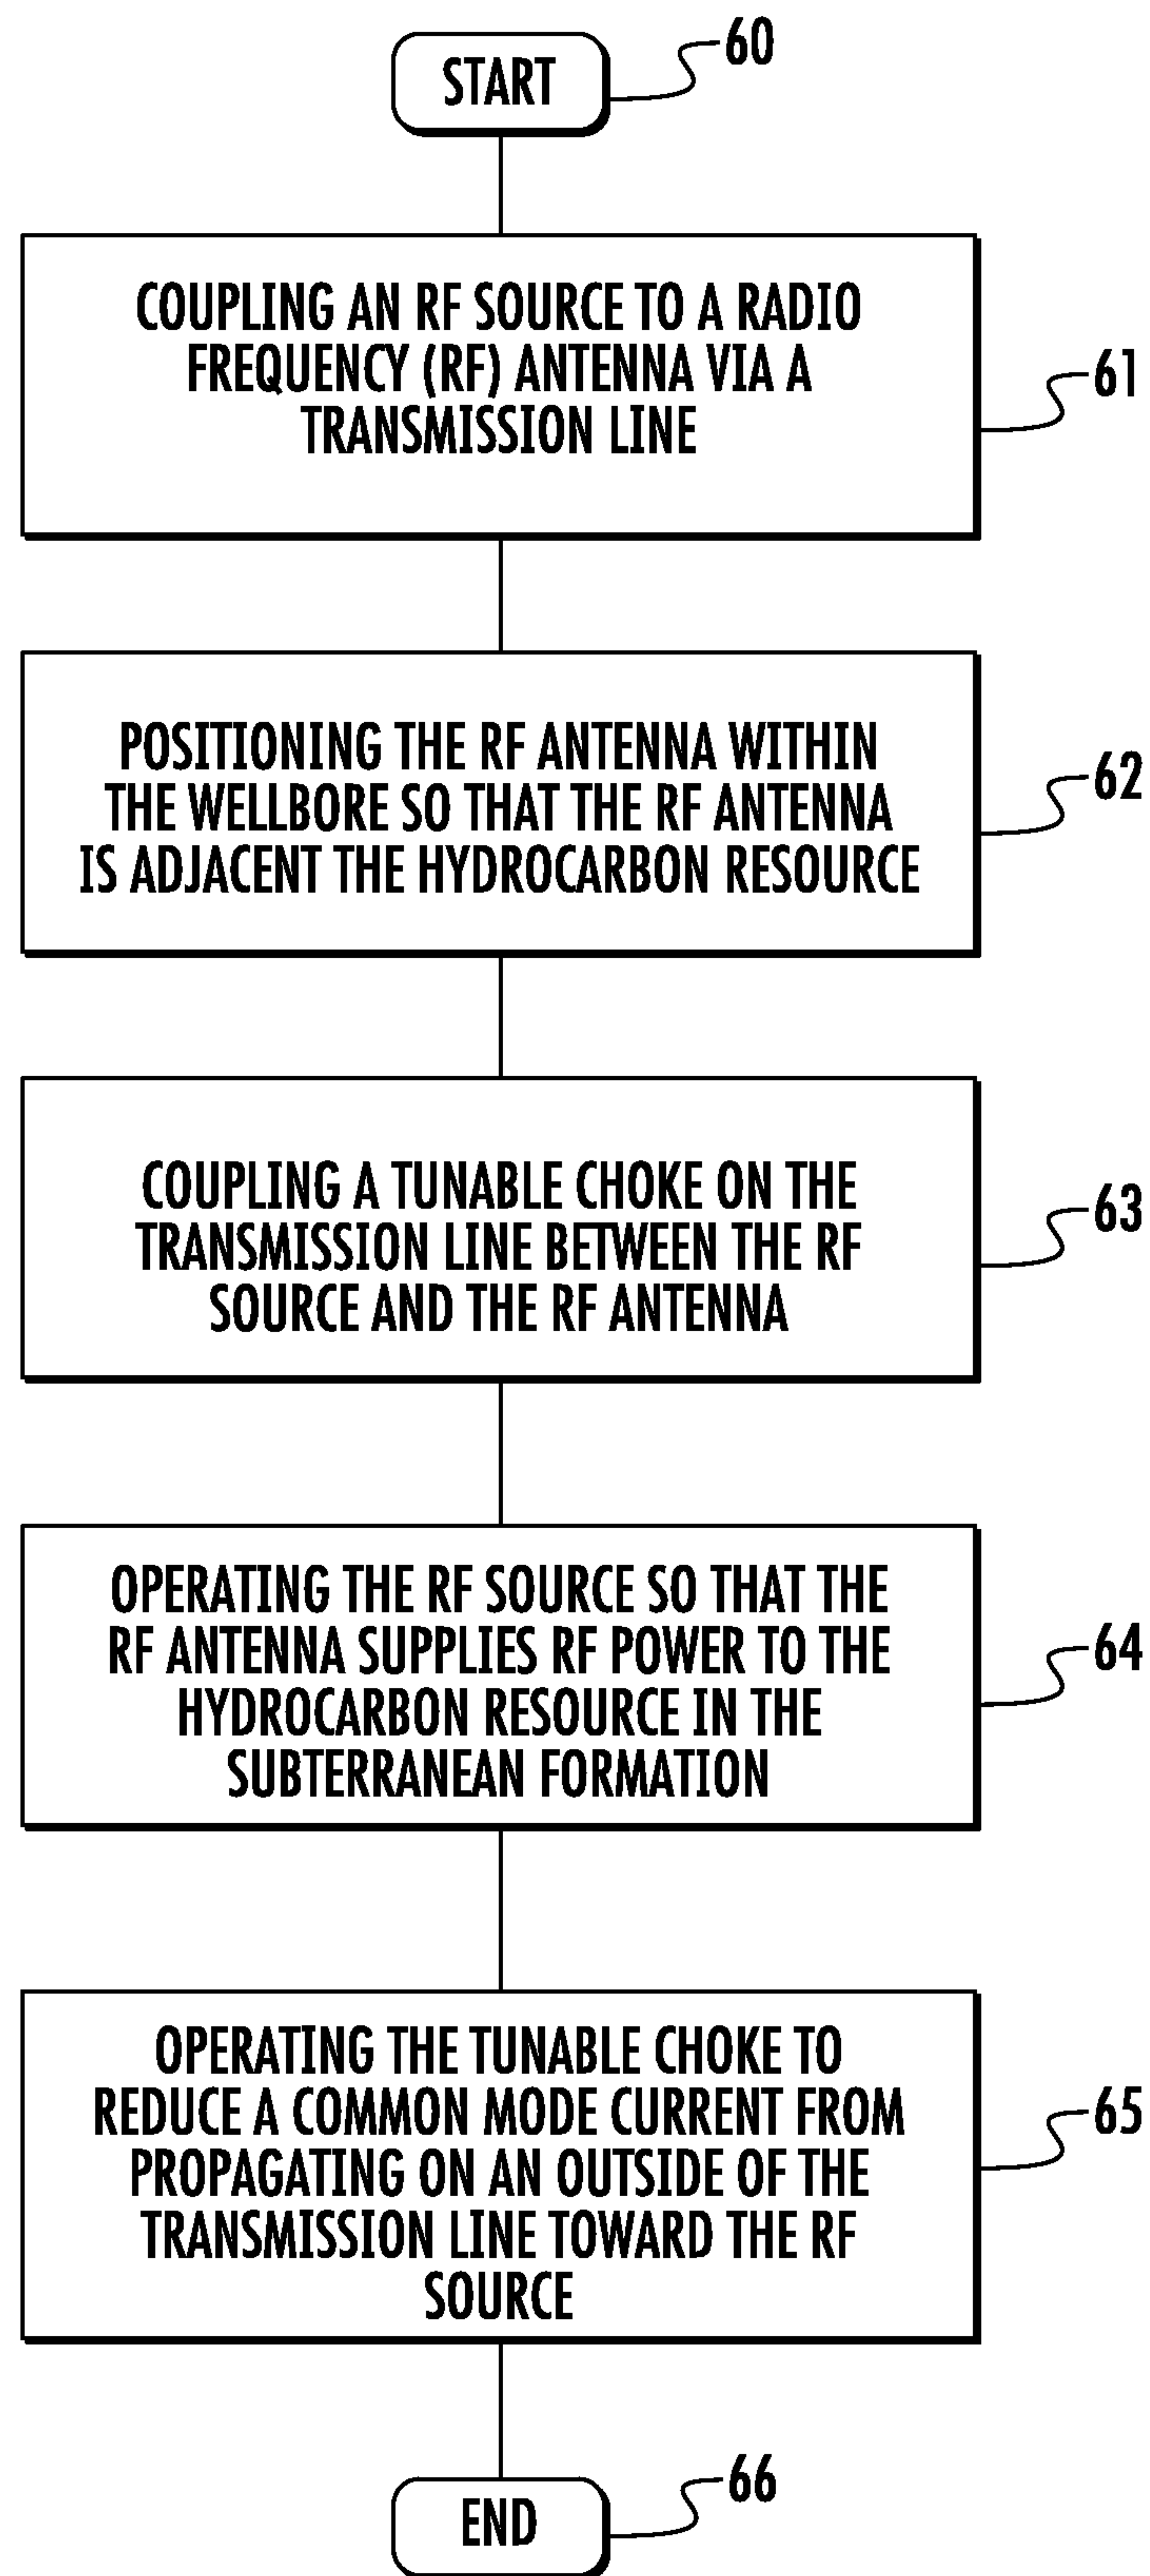 START
60
COUPLING AN RF SOURCE TO A RADIO
FREQUENCY (RF) ANTENNA VIA A
TRANSMISSION LINE
61
POSITIONING THE RF ANTENNA WITHIN
THE WELLBORE SO THAT THE RF ANTENNA
IS ADJACENT THE HYDROCARBON RESOURCE
62
COUPLING A TUNABLE CHOKE ON THE
TRANSMISSION LINE BETWEEN THE RF
SOURCE AND THE RF ANTENNA
63
OPERATING THE RF SOURCE SO THAT THE
RF ANTENNA SUPPLIES RF POWER TO THE
HYDROCARBON RESOURCE IN THE
SUBTERRANEAN FORMATION
64
OPERATING THE TUNABLE CHOKE TO
REDUCE A COMMON MODE CURRENT FROM
PROPAGATING ON AN OUTSIDE OF THE
TRANSMISSION LINE TOWARD THE RF
SOURCE
65
END
66